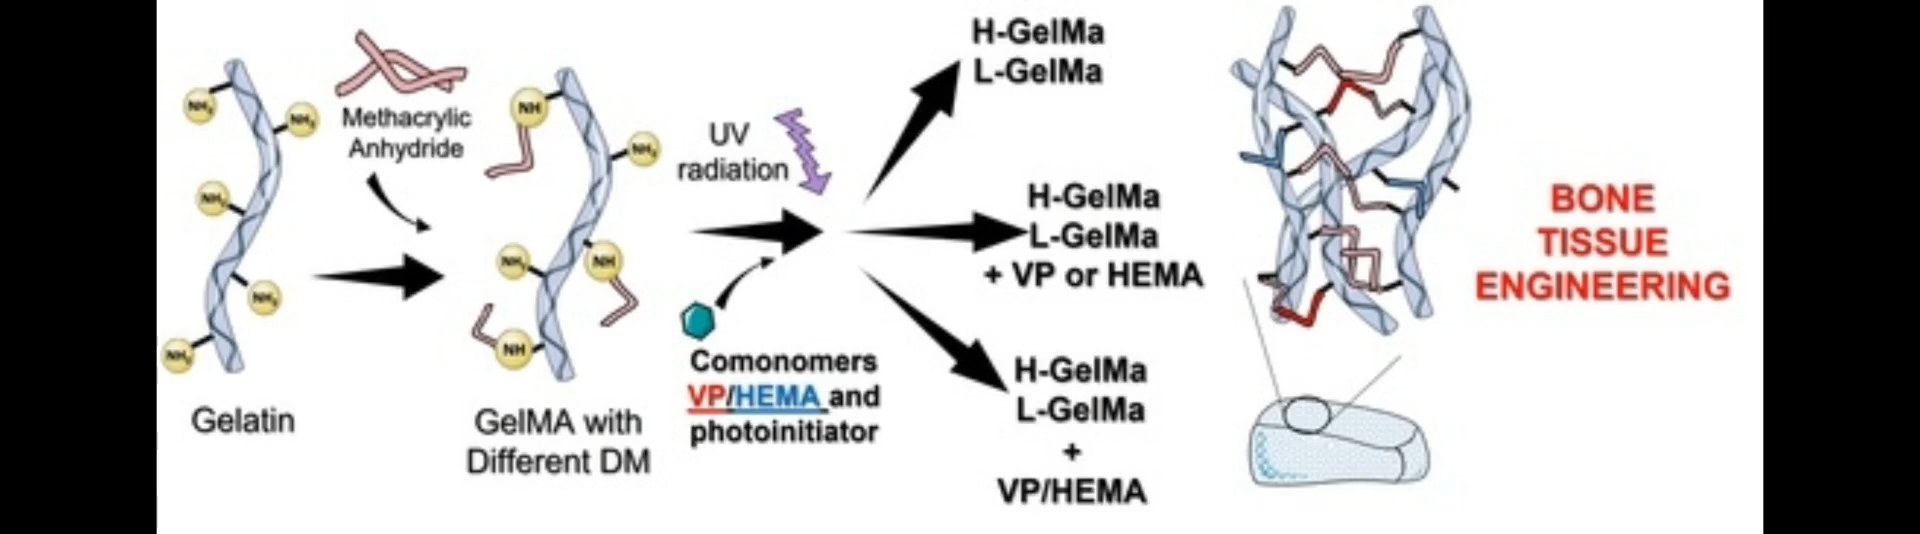 NH₂
NH₂
NH₂
NH₂
NH₂
Gelatin
Methacrylic
Anhydride
NH
NH₂
NH₂
NH
NH
GelMA with
Different DM
UV
radiation
Comonomers
VP/HEMA and
photoinitiator
H-GelMa
L-GelMa
H-GelMa
L-GelMa
+ VP or HEMA
H-GelMa
L-GelMa
+
VP/HEMA
BONE
TISSUE
ENGINEERING